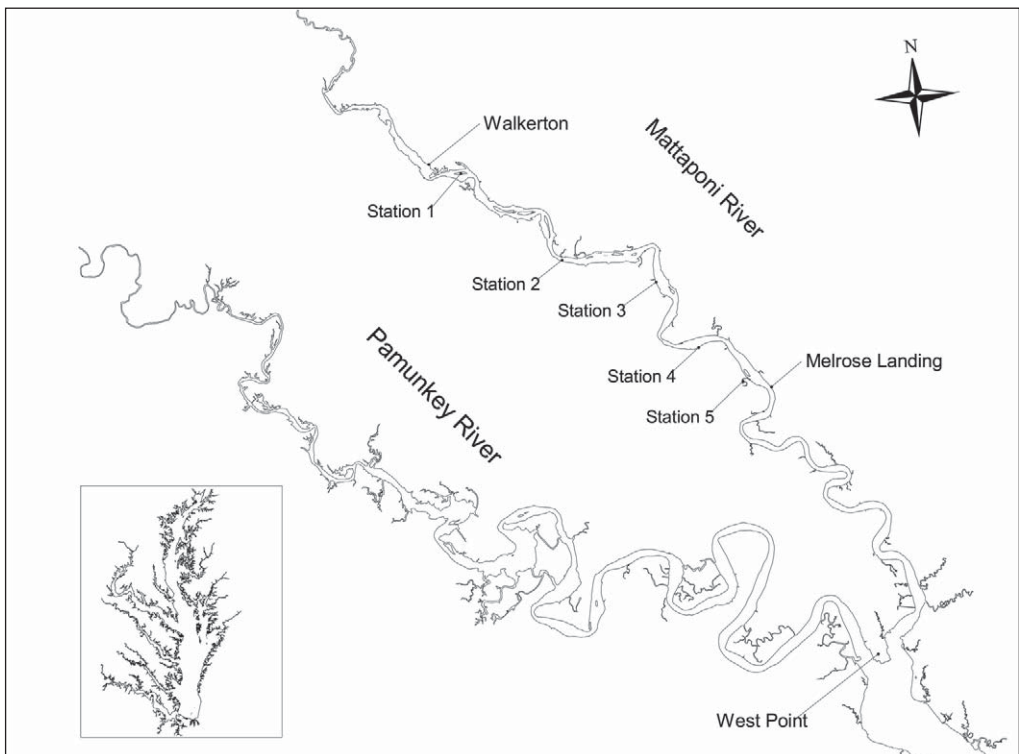 N
Walkerton
Mattaponi River
Station 1
Station 2
Station 3
Pamunkey River
Station 4
Melrose Landing
Station 5
West Point